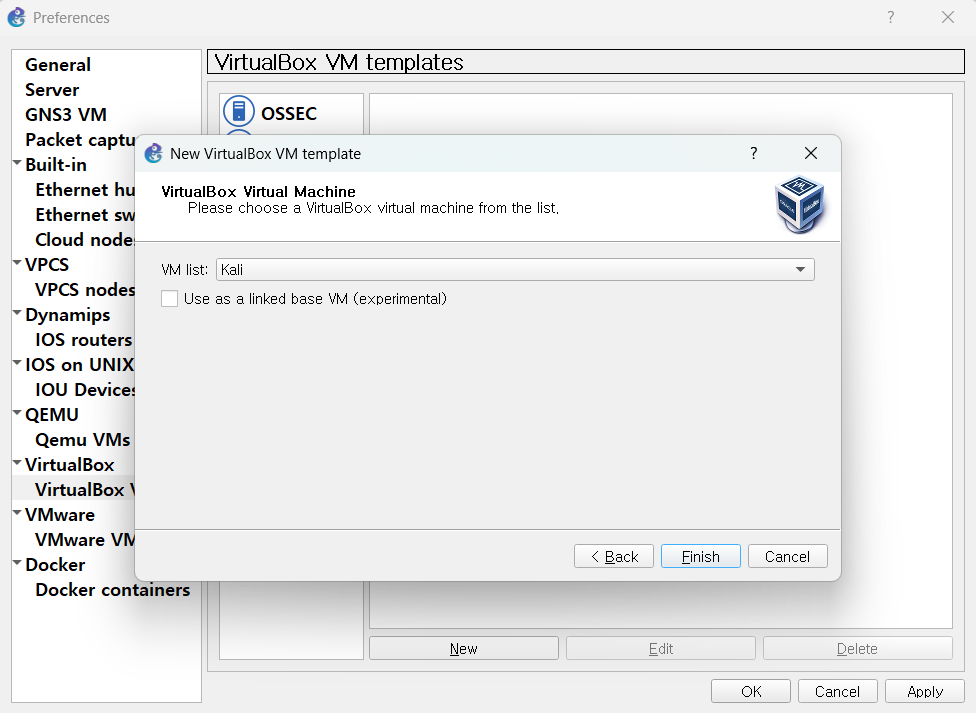 Preferences
?
General
Server
GNS3 VM
Packet captu
Built-in
Ethernet hu
Ethernet sw
Cloud node
VPCS
VPCS nodes
Dynamips
IOS routers
IOS on UNIX
IOU Devices
QEMU
Qemu VMs
VirtualBox
VirtualBox V
VMware
VMware VM
Docker
Docker containers
VirtualBox VM templates
OSSEC
New VirtualBox VM template
?
VirtualBox Virtual Machine
Please choose a VirtualBox virtual machine from the list.
VM list: Kali
Use as a linked base VM (experimental)
< Back Finish Cancel
New Edit Delete
OK Cancel Apply